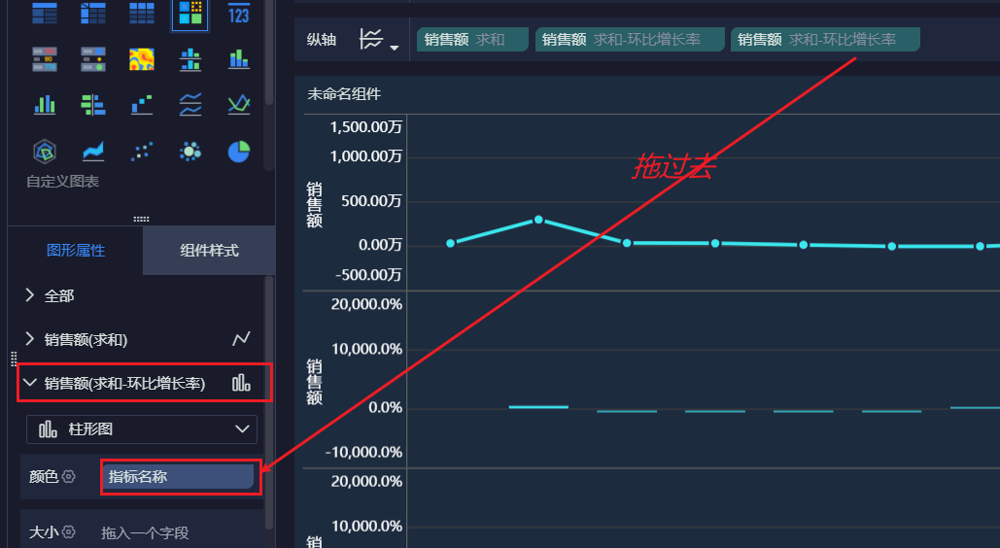 123
90
自定义图表
图形属性
组件样式
全部
销售额(求和)
销售额(求和-环比增长率)
柱形图
颜色
指标名称
大小
拖入一个字段
纵轴
销售额 求和
销售额 求和-环比增长率
销售额 求和-环比增长率
未命名组件
拖过去
销售额
1,500.00万
1,000.00万
500.00万
0.00万
-500.00万
销售额
20,000.0%
10,000.0%
0.0%
-10,000.0%
20,000.0%
10,000.0%
销